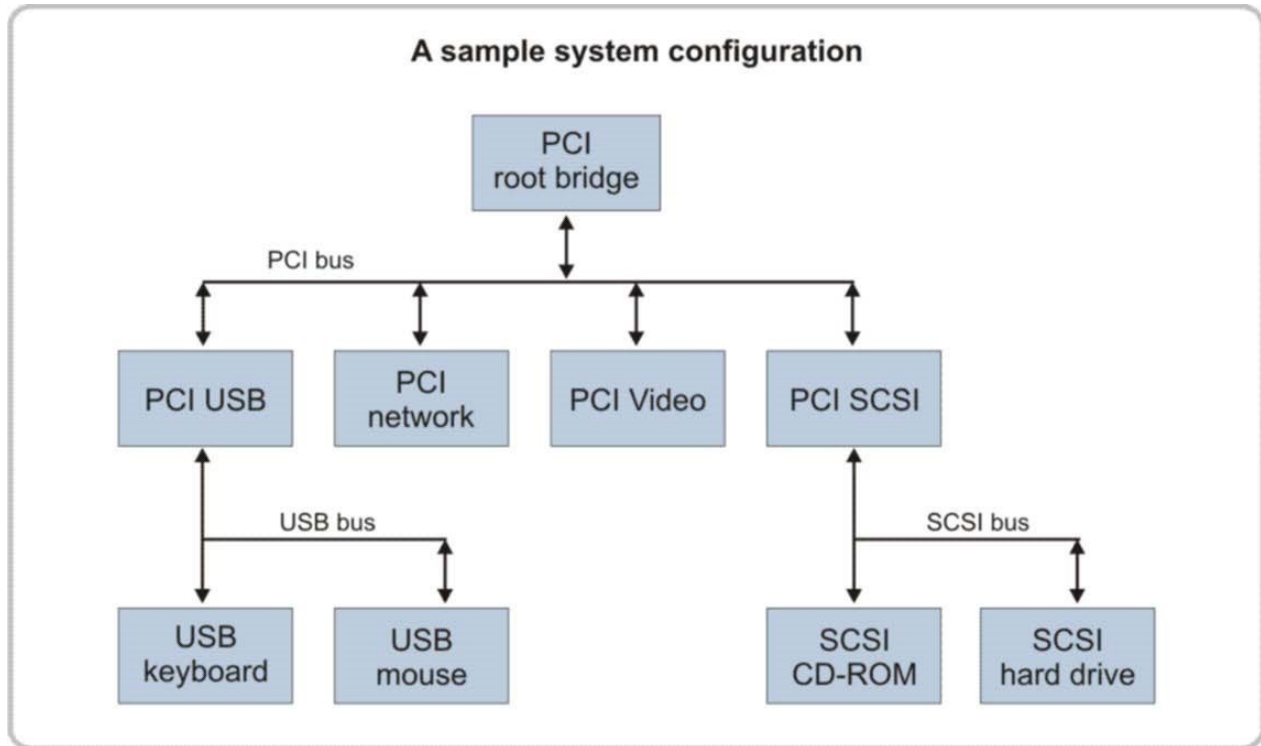 A sample system configuration
PCI
root bridge
PCI bus
PCI USB
PCI
network
PCI Video
PCI SCSI
USB bus
SCSI bus
USB
keyboard
USB
mouse
SCSI
CD-ROM
SCSI
hard drive